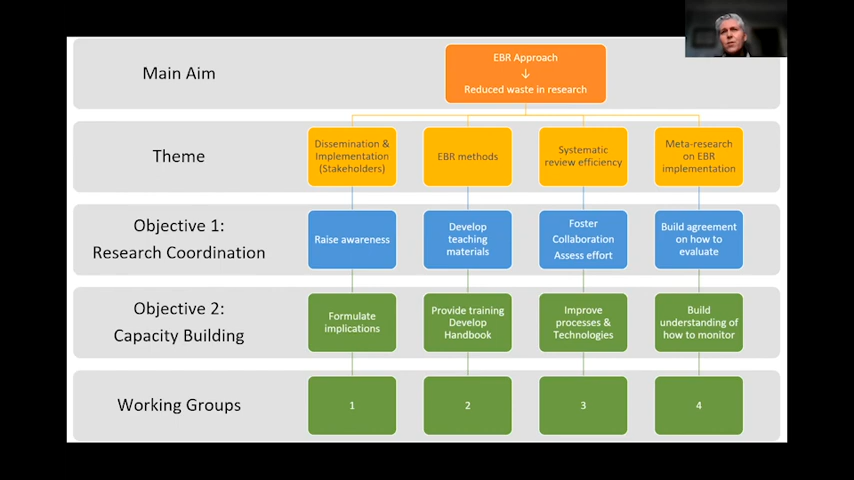 Main Aim
EBR Approach
↓
Reduced waste in research
Theme
Dissemination &
Implementation
(Stakeholders)
EBR methods
Systematic
review efficiency
Meta-research
on EBR
implementation
Objective 1:
Research Coordination
Raise awareness
Develop
teaching
materials
Foster
Collaboration
Assess effort
Build agreement
on how to
evaluate
Objective 2:
Capacity Building
Formulate
implications
Provide training
Develop
Handbook
Improve
processes &
Technologies
Build
understanding of
how to monitor
Working Groups
1
2
3
4